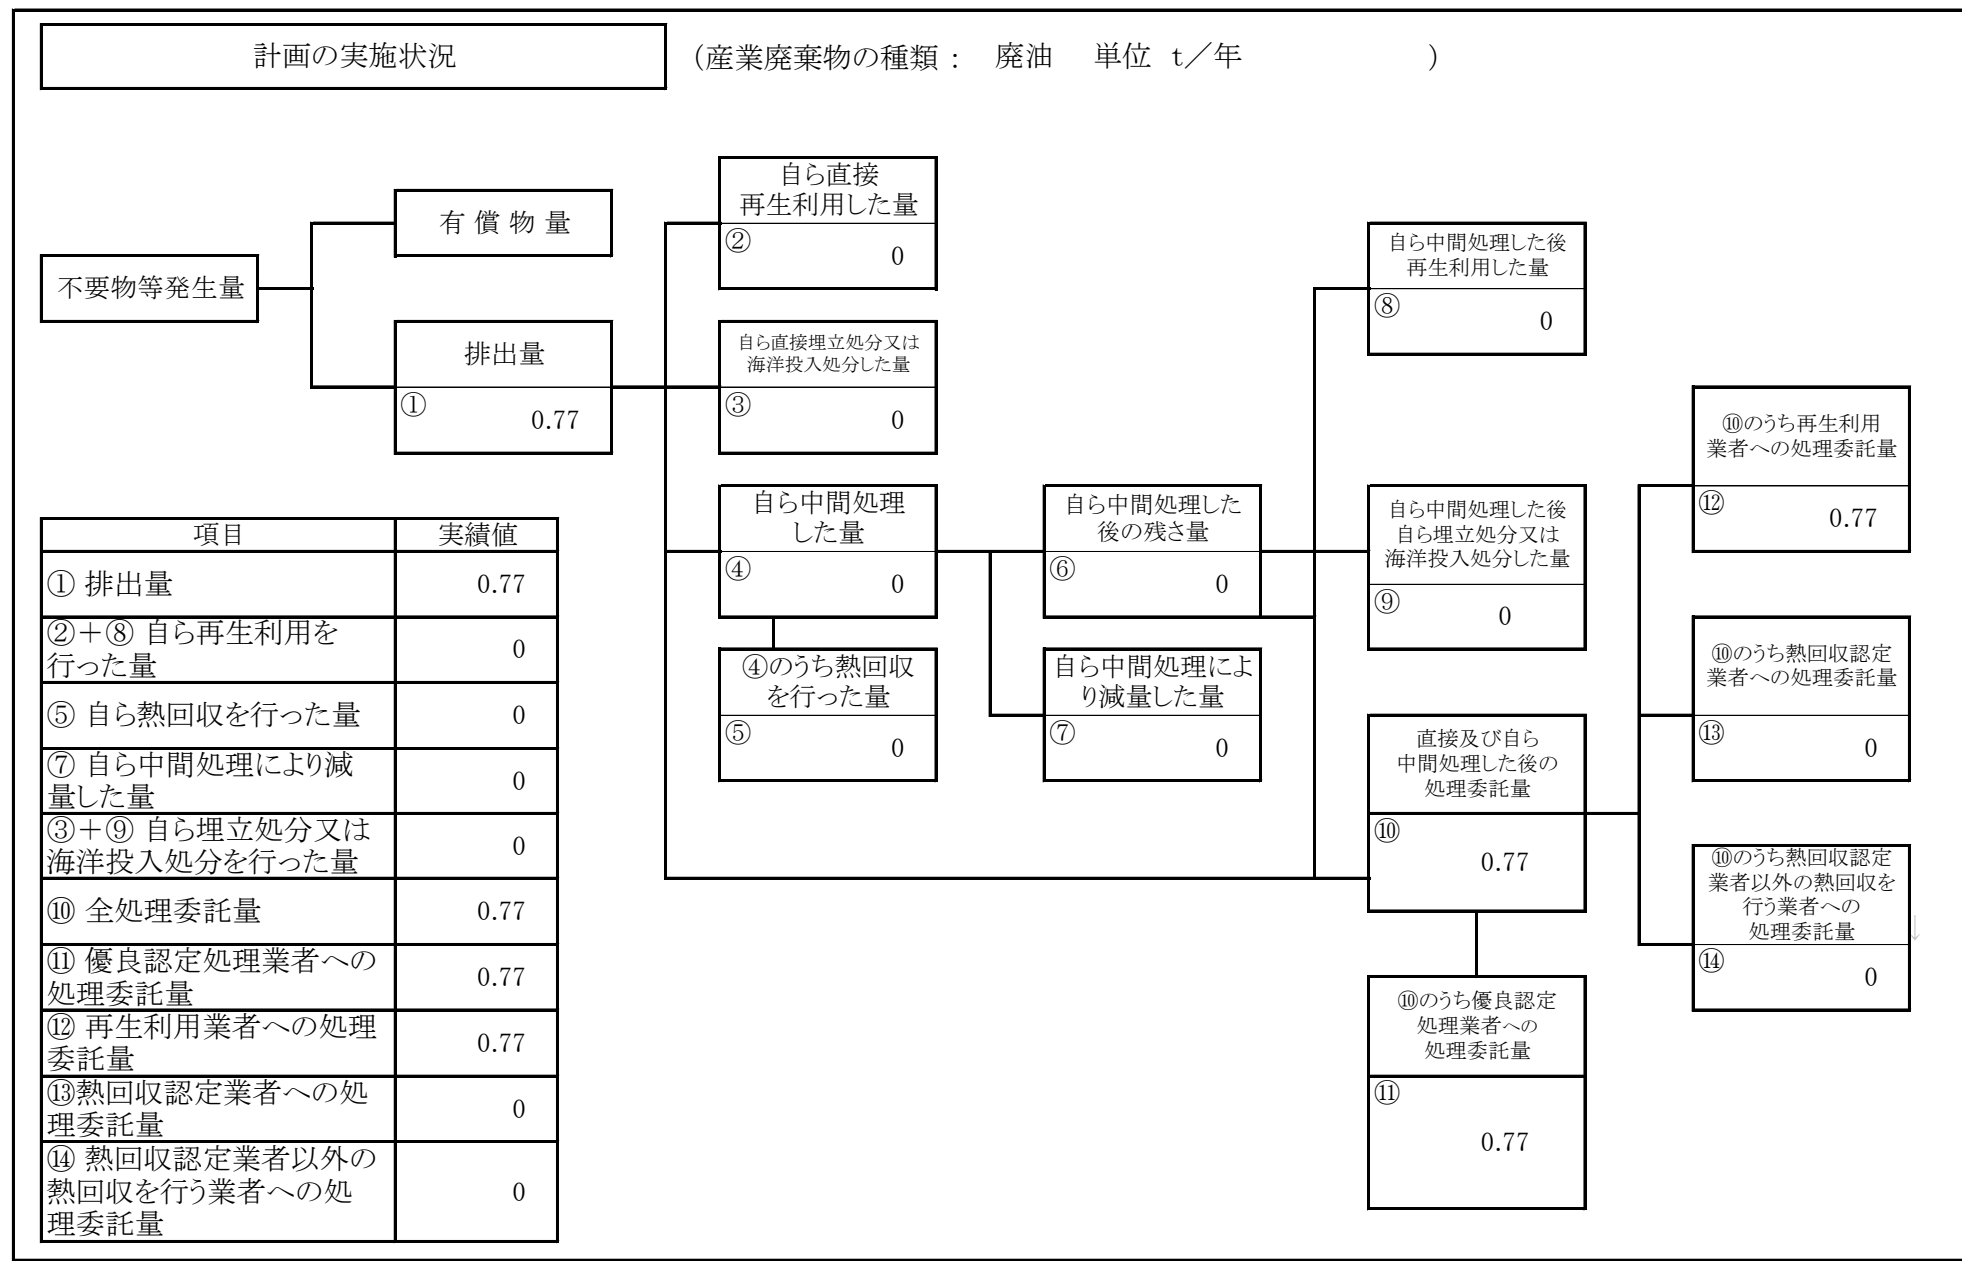 計画の実施状況
(産業廃棄物の種類： 廃油 単位 t／年 )
自ら直接
再生利用した量
②
0
有 償 物 量
不要物等発生量
自ら中間処理した後
再生利用した量
⑧
0
排出量
①
0.77
自ら直接埋立処分又は
海洋投入処分した量
③
0
⑩のうち再生利用
業者への処理委託量
⑫
0.77
自ら中間処理
した量
④
0
自ら中間処理した
後の残さ量
⑥
0
自ら中間処理した後
自ら埋立処分又は
海洋投入処分した量
⑨
0
④のうち熱回収
を行った量
⑤
0
自ら中間処理によ
り減量した量
⑦
0
⑩のうち熱回収認定
業者への処理委託量
⑬
0
直接及び自ら
中間処理した後の
処理委託量
⑩
0.77
⑩のうち熱回収認定
業者以外の熱回収を
行う業者への
処理委託量
⑭
0
↓
⑩のうち優良認定
処理業者への
処理委託量
⑪
0.77
項目 実績値
① 排出量 0.77
②＋⑧ 自ら再生利用を
行った量 0
⑤ 自ら熱回収を行った量 0
⑦ 自ら中間処理により減
量した量 0
③＋⑨ 自ら埋立処分又は
海洋投入処分を行った量 0
⑩ 全処理委託量 0.77
⑪ 優良認定処理業者への
処理委託量 0.77
⑫ 再生利用業者への処理
委託量 0.77
⑬熱回収認定業者への処
理委託量 0
⑭ 熱回収認定業者以外の
熱回収を行う業者への処
理委託量 0